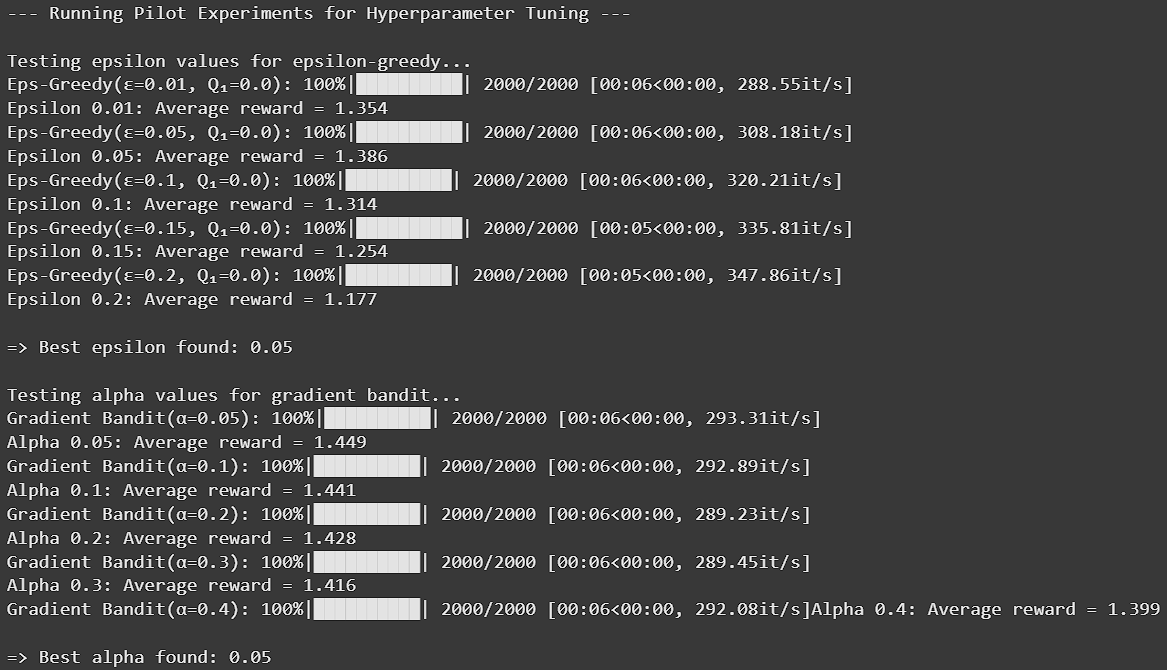 --- Running Pilot Experiments for Hyperparameter Tuning ---
Testing epsilon values for epsilon-greedy...
Eps-Greedy(ε=0.01, Q₁=0.0): 100%|██████████| 2000/2000 [00:06<00:00, 288.55it/s]
Epsilon 0.01: Average reward = 1.354
Eps-Greedy(ε=0.05, Q₁=0.0): 100%|██████████| 2000/2000 [00:06<00:00, 308.18it/s]
Epsilon 0.05: Average reward = 1.386
Eps-Greedy(ε=0.1, Q₁=0.0): 100%|██████████| 2000/2000 [00:06<00:00, 320.21it/s]
Epsilon 0.1: Average reward = 1.314
Eps-Greedy(ε=0.15, Q₁=0.0): 100%|██████████| 2000/2000 [00:05<00:00, 335.81it/s]
Epsilon 0.15: Average reward = 1.254
Eps-Greedy(ε=0.2, Q₁=0.0): 100%|██████████| 2000/2000 [00:05<00:00, 347.86it/s]
Epsilon 0.2: Average reward = 1.177
=> Best epsilon found: 0.05
Testing alpha values for gradient bandit...
Gradient Bandit(α=0.05): 100%|██████████| 2000/2000 [00:06<00:00, 293.31it/s]
Alpha 0.05: Average reward = 1.449
Gradient Bandit(α=0.1): 100%|██████████| 2000/2000 [00:06<00:00, 292.89it/s]
Alpha 0.1: Average reward = 1.441
Gradient Bandit(α=0.2): 100%|██████████| 2000/2000 [00:06<00:00, 289.23it/s]
Alpha 0.2: Average reward = 1.428
Gradient Bandit(α=0.3): 100%|██████████| 2000/2000 [00:06<00:00, 289.45it/s]
Alpha 0.3: Average reward = 1.416
Gradient Bandit(α=0.4): 100%|██████████| 2000/2000 [00:06<00:00, 292.08it/s]Alpha 0.4: Average reward = 1.399
=> Best alpha found: 0.05